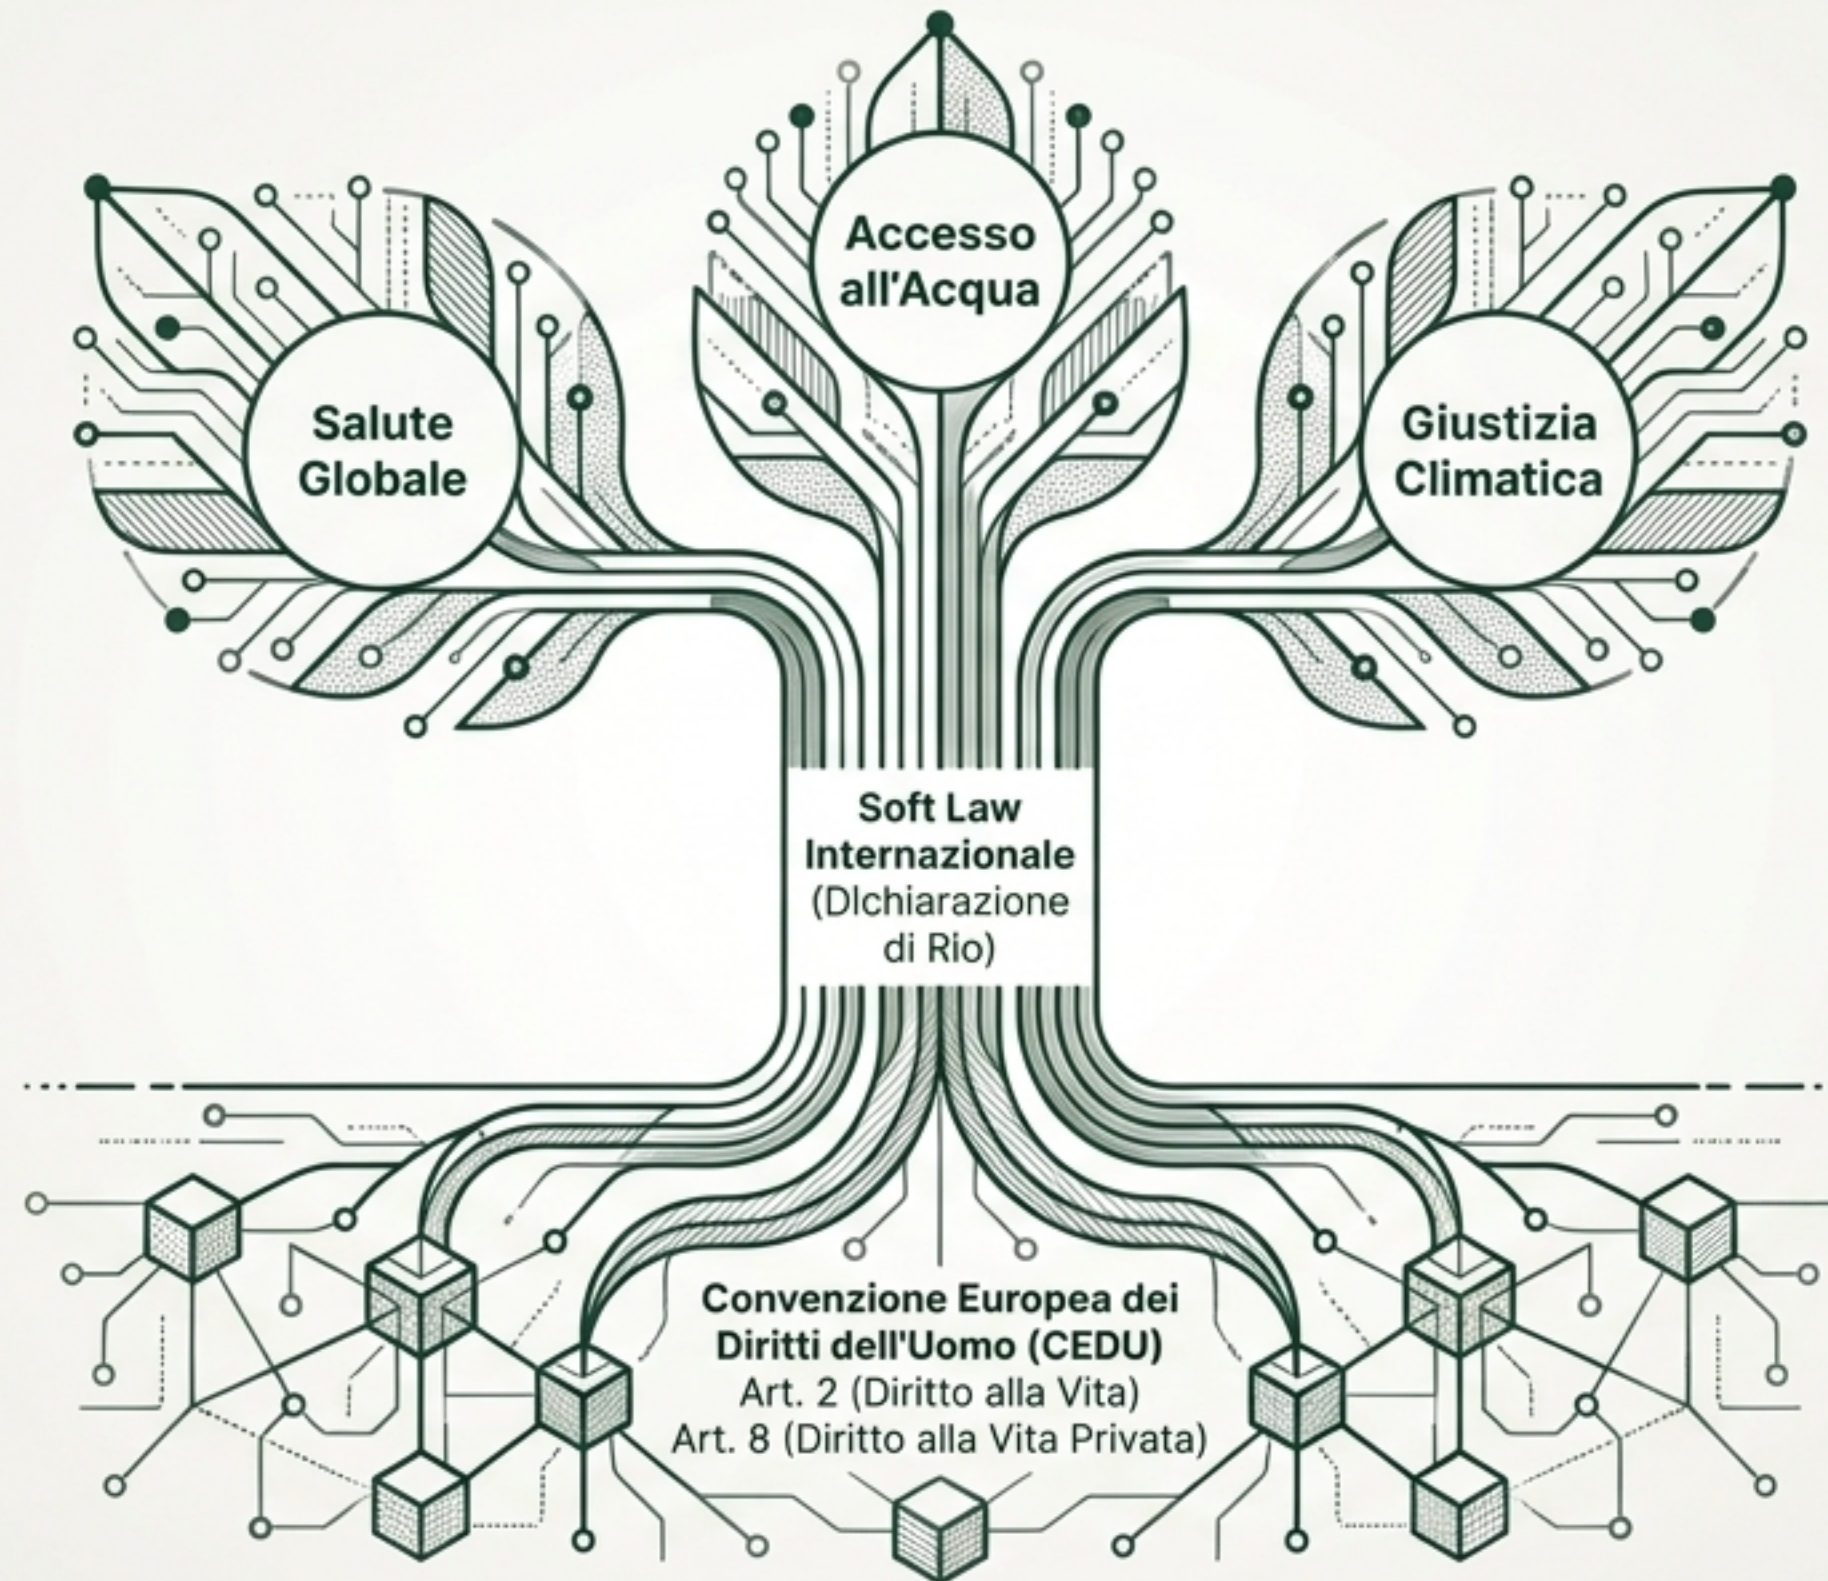 Accesso
all'Acqua
Salute
Globale
Giustizia
Climatica
Soft Law
Internazionale
(DIchiarazione
di Rio)
Convenzione Europea dei
Diritti dell'Uomo (CEDU)
Art. 2 (Diritto alla Vita)
Art. 8 (Diritto alla Vita Privata)